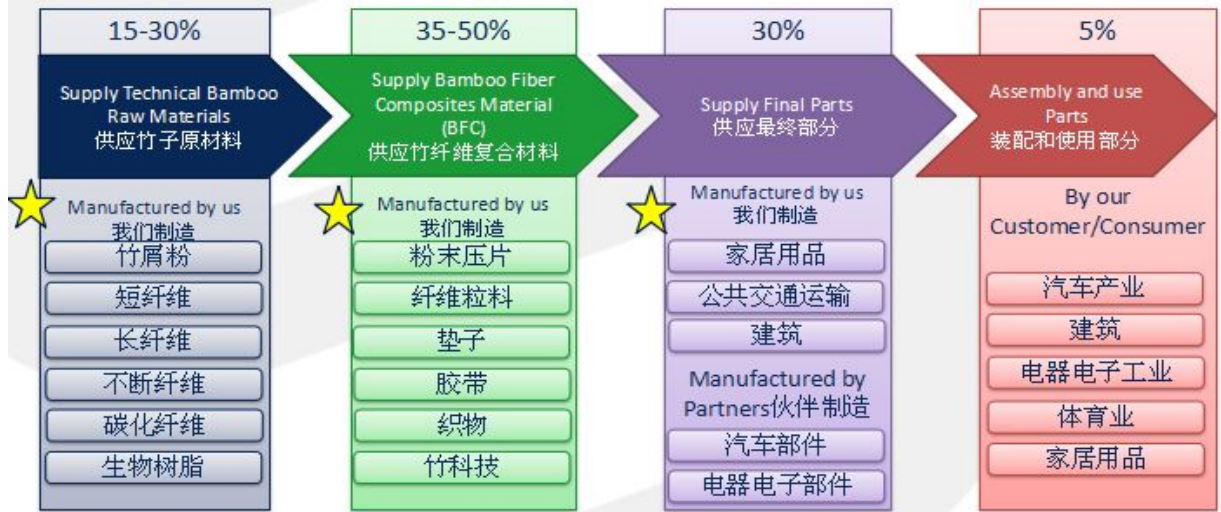 15-30%
Supply Technical Bamboo
Raw Materials
供应竹子原材料
Manufactured by us
我们制造
竹屑粉
短纤维
长纤维
不断纤维
碳化纤维
生物树脂
35-50%
Supply Bamboo Fiber
Composites Material
(BFC)
供应竹纤维复合材料
Manufactured by us
我们制造
粉末压片
纤维粒料
垫子
胶带
织物
竹科技
30%
Supply Final Parts
供应最终部分
Manufactured by us
我们制造
家居用品
公共交通运输
建筑
Manufactured by
Partners伙伴制造
汽车部件
电器电子部件
5%
Assembly and use
Parts
装配和使用部分
By our
Customer/Consumer
汽车产业
建筑
电器电子工业
体育业
家居用品